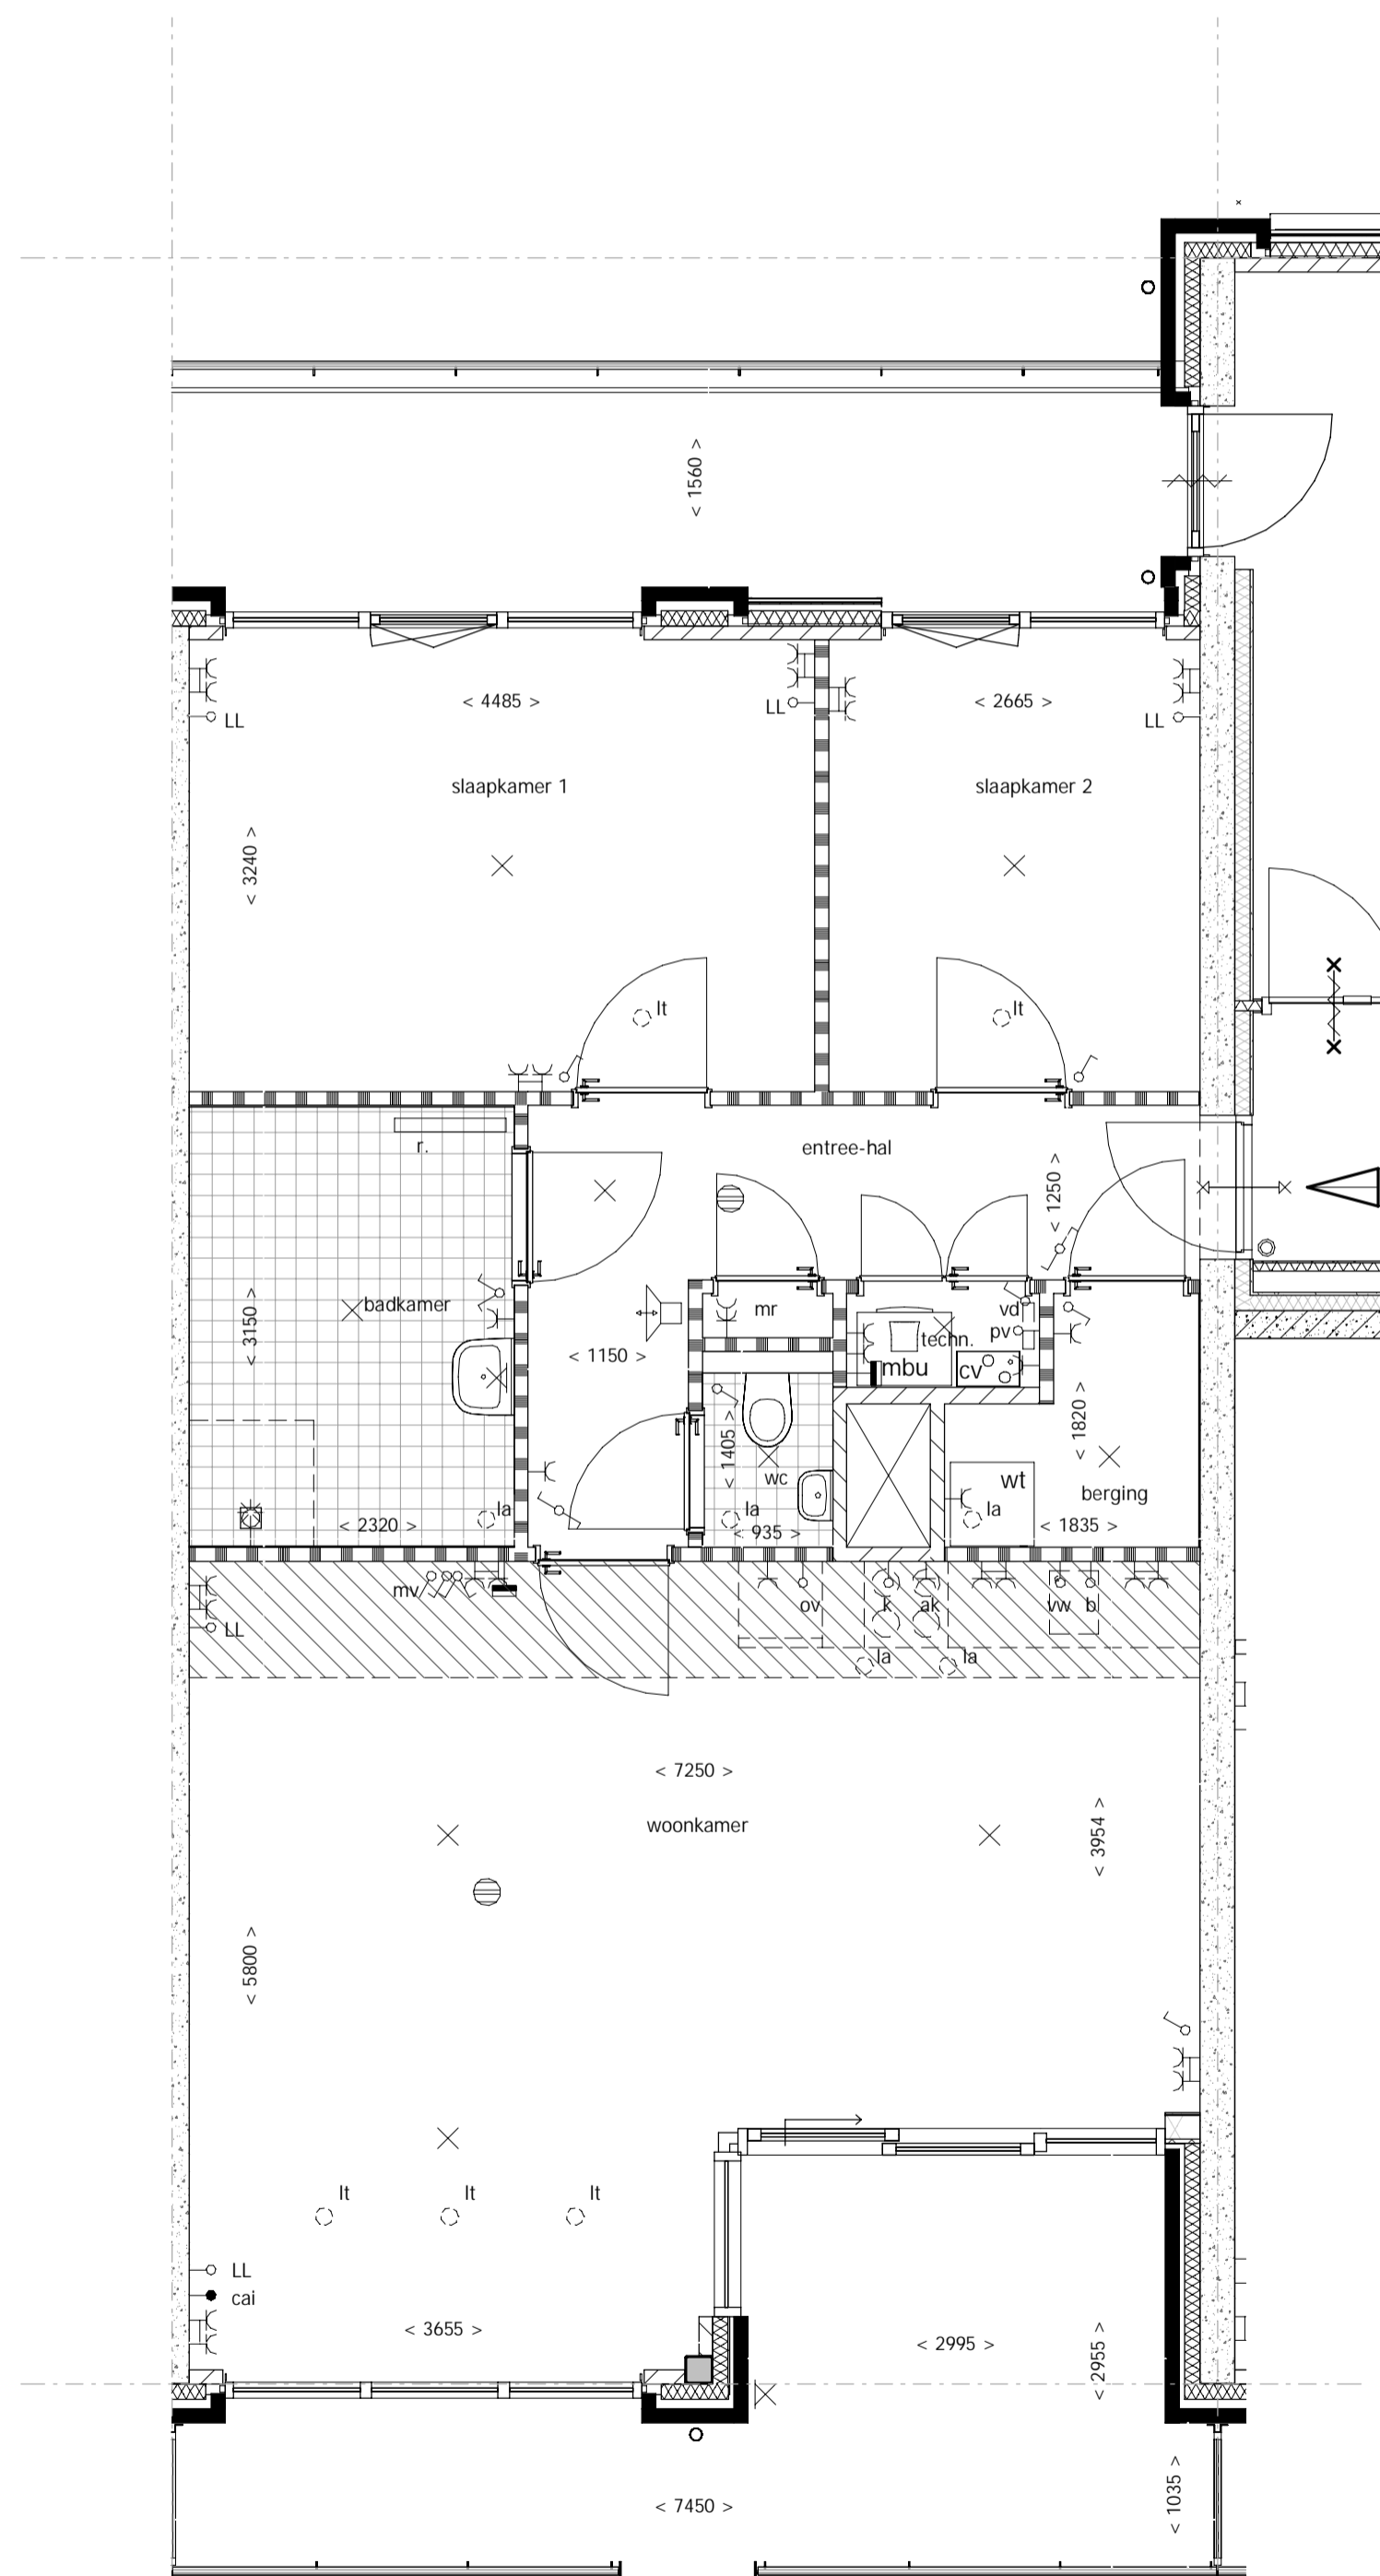 < 1560 >
< 4485 >
< 2665 >
LL
LL
LL
slaapkamer 1
slaapkamer 2
< 3240 >
lt
lt
r.
entree-hal
< 1250 >
badkamer
< 3150 >
mr
vd
pv
techn.
mbu
cv
< 1150 >
< 1405 >
< 1820 >
wc
wt
berging
la
la
la
< 2320 >
< 935 >
< 1835 >
mv
ov
k
ak
vw
b
LL
la
la
< 7250 >
woonkamer
< 3954 >
< 5800 >
lt
lt
lt
LL
cai
< 3655 >
< 2995 >
< 2955 >
< 1035 >
< 7450 >